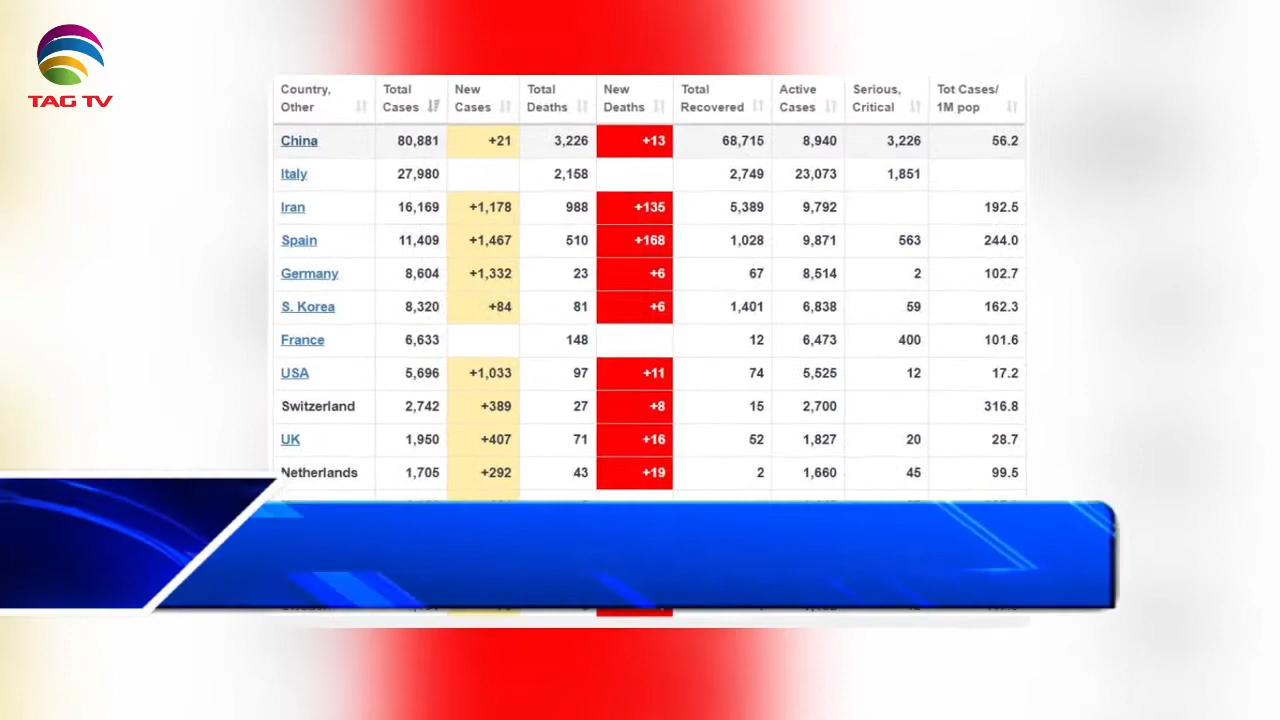 TAG TV
Country, Other Total Cases New Cases Total Deaths New Deaths Total Recovered Active Cases Serious, Critical Tot Cases/ 1M pop
China 80,881 +21 3,226 +13 68,715 8,940 3,226 56.2
Italy 27,980 2,158 2,749 23,073 1,851
Iran 16,169 +1,178 988 +135 5,389 9,792 192.5
Spain 11,409 +1,467 510 +168 1,028 9,871 563 244.0
Germany 8,604 +1,332 23 +6 67 8,514 2 102.7
S. Korea 8,320 +84 81 +6 1,401 6,838 59 162.3
France 6,633 148 12 6,473 400 101.6
USA 5,696 +1,033 97 +11 74 5,525 12 17.2
Switzerland 2,742 +389 27 +8 15 2,700 316.8
UK 1,950 +407 71 +16 52 1,827 20 28.7
Netherlands 1,705 +292 43 +19 2 1,660 45 99.5